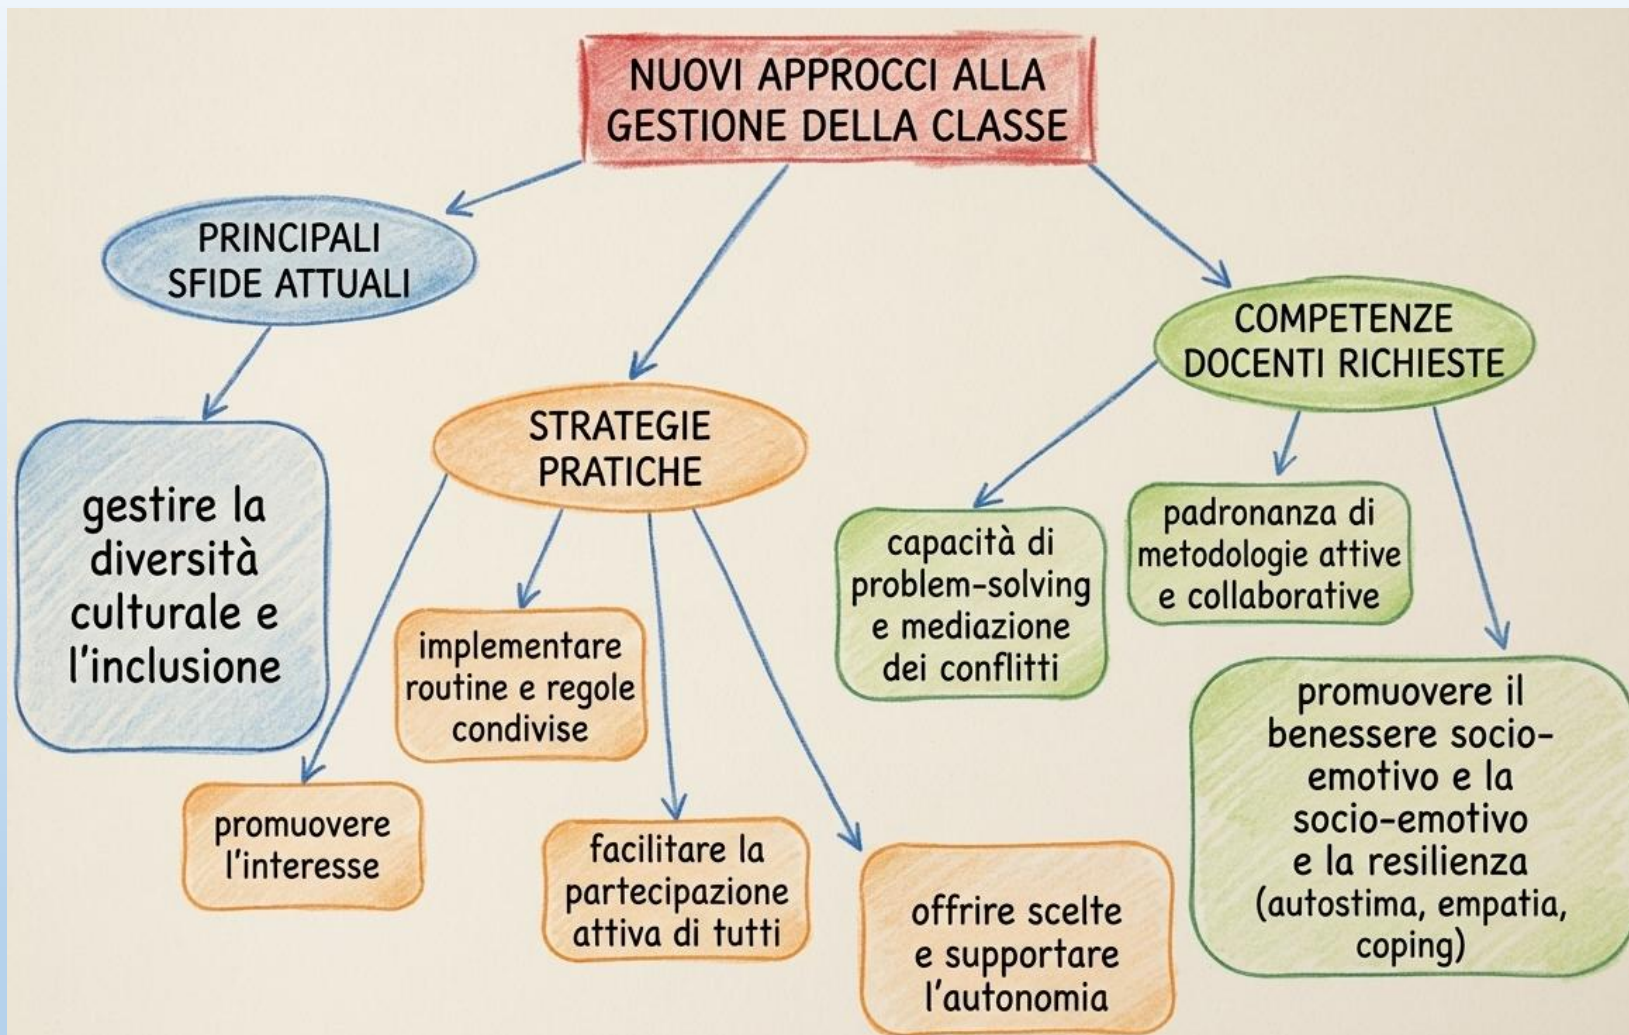 NUOVI APPROCCI ALLA
GESTIONE DELLA CLASSE
PRINCIPALI
SFIDE ATTUALI
gestire la
diversità
culturale e
l'inclusione
STRATEGIE
PRATICHE
promuovere
l'interesse
implementare
routine e regole
condivise
facilitare la
partecipazione
attiva di tutti
offrire scelte
e supportare
l'autonomia
COMPETENZE
DOCENTI RICHIESTE
capacità di
problem-solving
e mediazione
dei conflitti
padronanza di
metodologie attive
e collaborative
promuovere il
benessere socio-
emotivo e la
socio-emotivo
e la resilienza
(autostima, empatia,
coping)